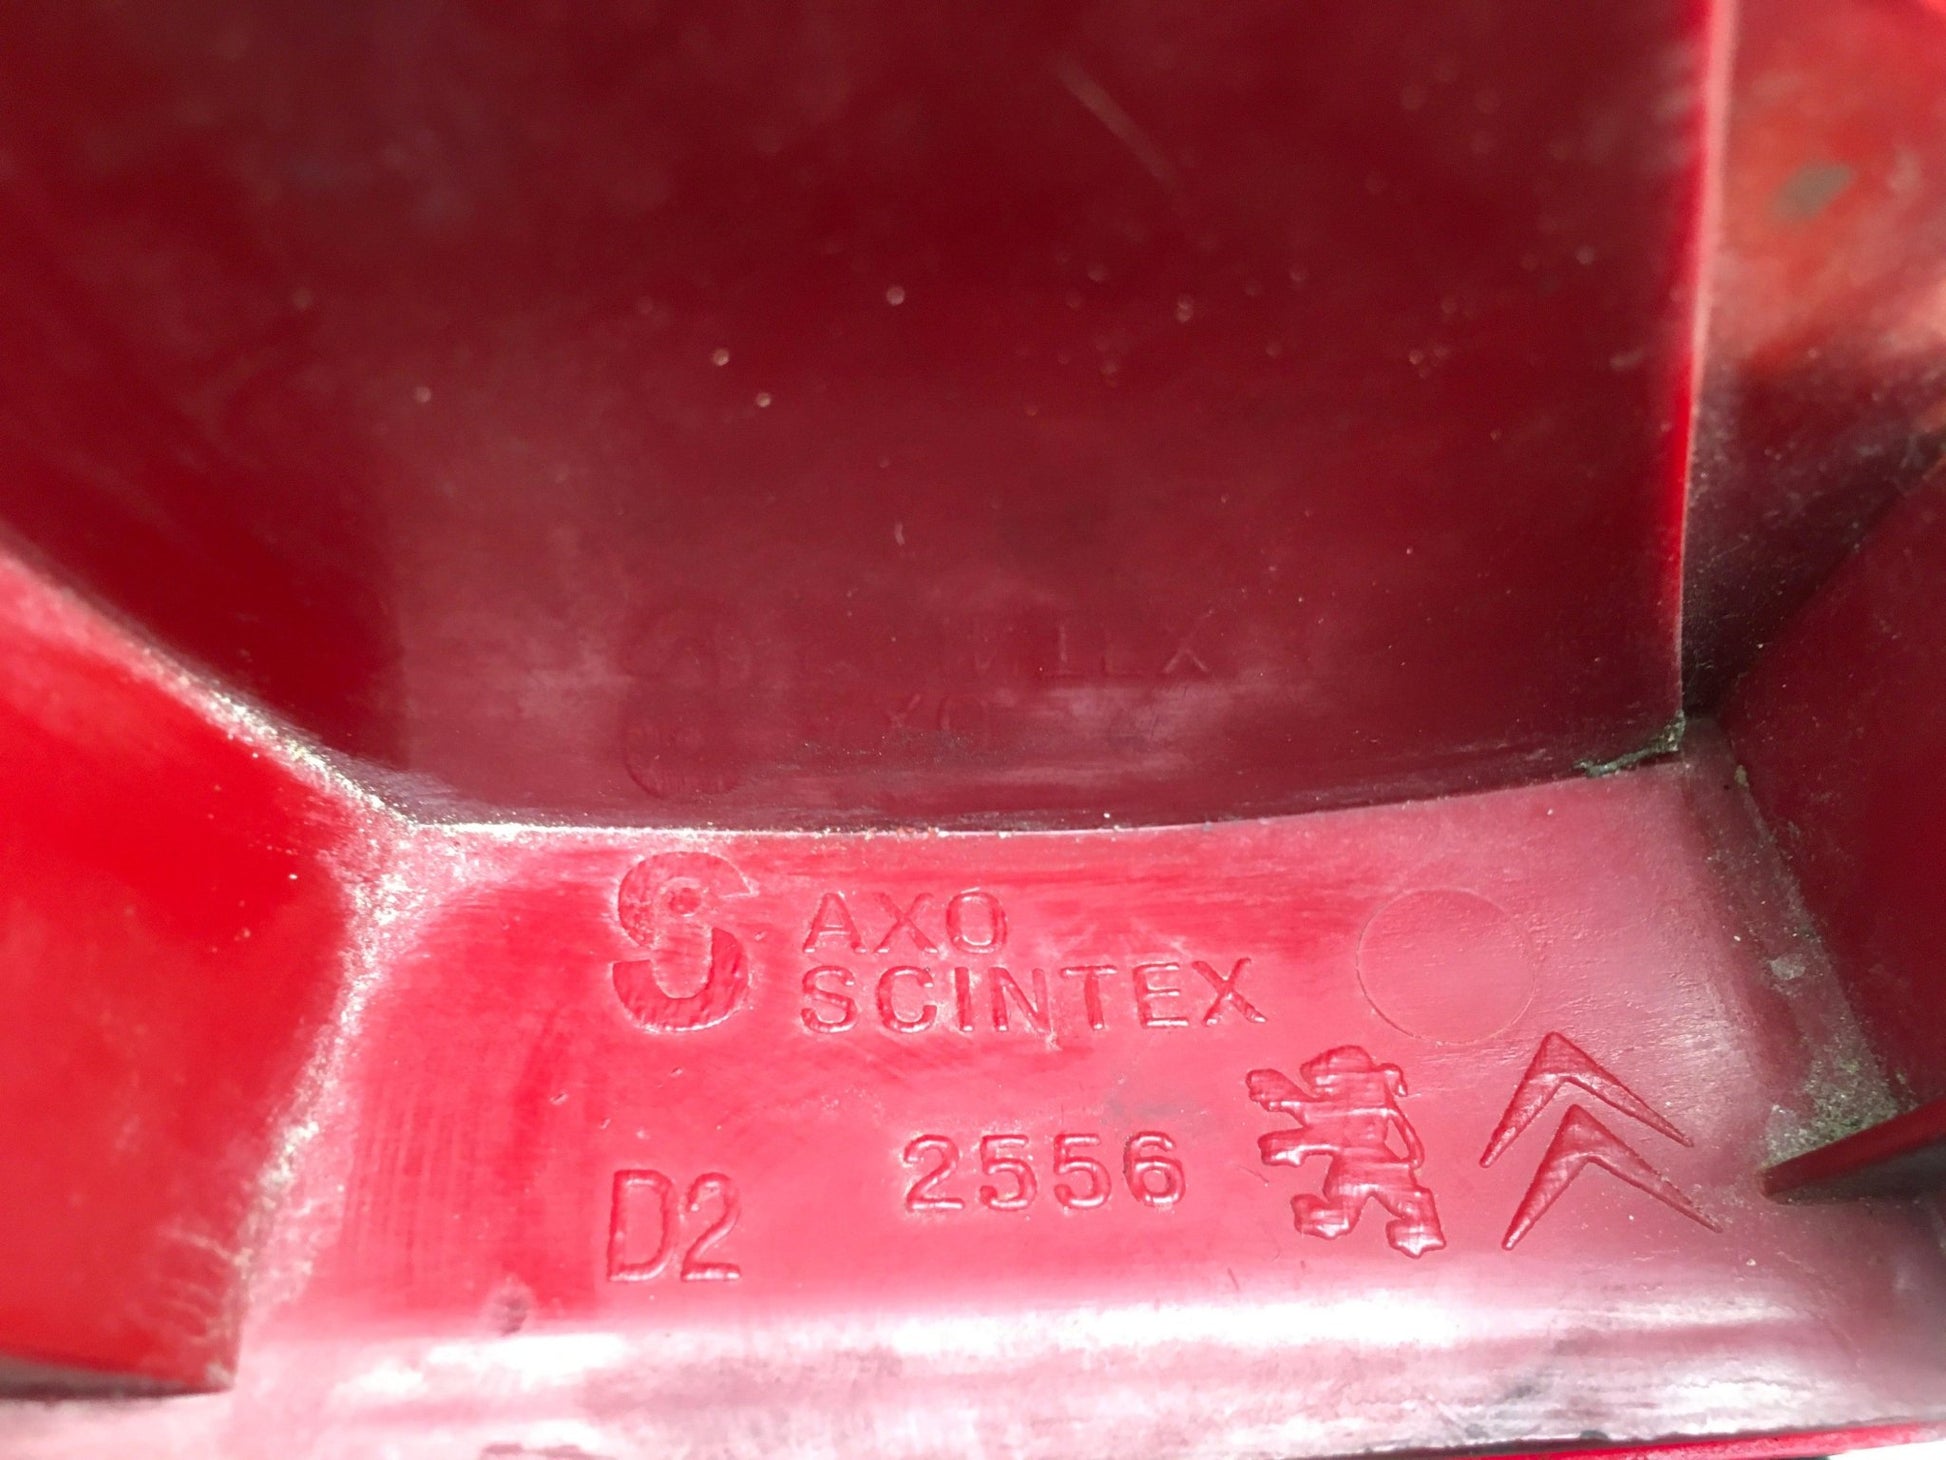 AXO
SCINTEX
2556
D2